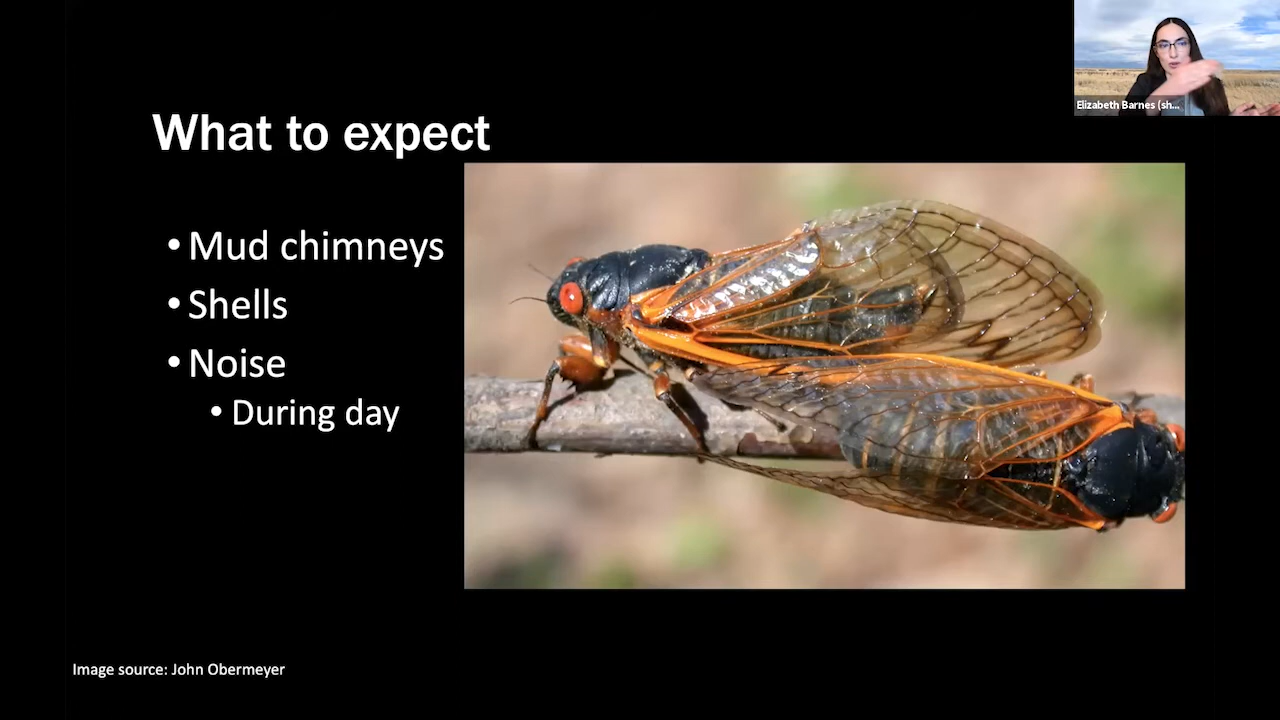 Elizabeth Barnes (sh...
What to expect
• Mud chimneys
• Shells
• Noise
• During day
Image source: John Obermeyer